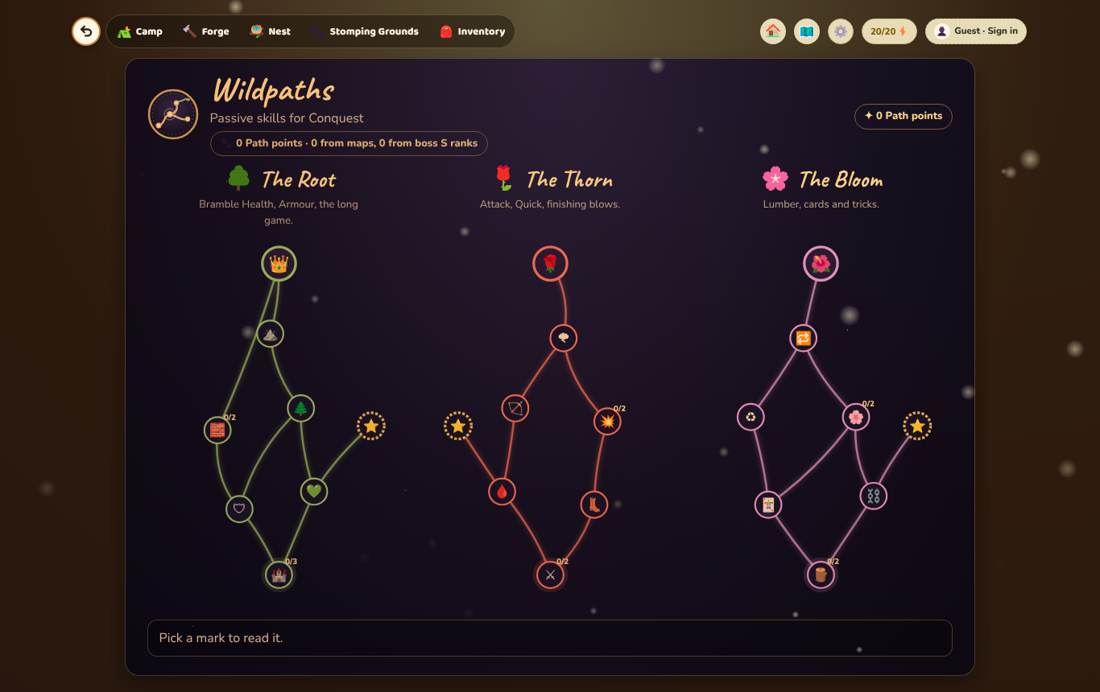 Camp Forge Nest Stomping Grounds Inventory 20/20 Guest · Sign in
Wildpaths
Passive skills for Conquest
0 Path points · 0 from maps, 0 from boss S ranks
✦ 0 Path points
The Root
Bramble Health, Armour, the long
game.
The Thorn
Attack, Quick, finishing blows.
The Bloom
Lumber, cards and tricks.
0/2
0/3
0/2
0/2
0/2
0/2
Pick a mark to read it.